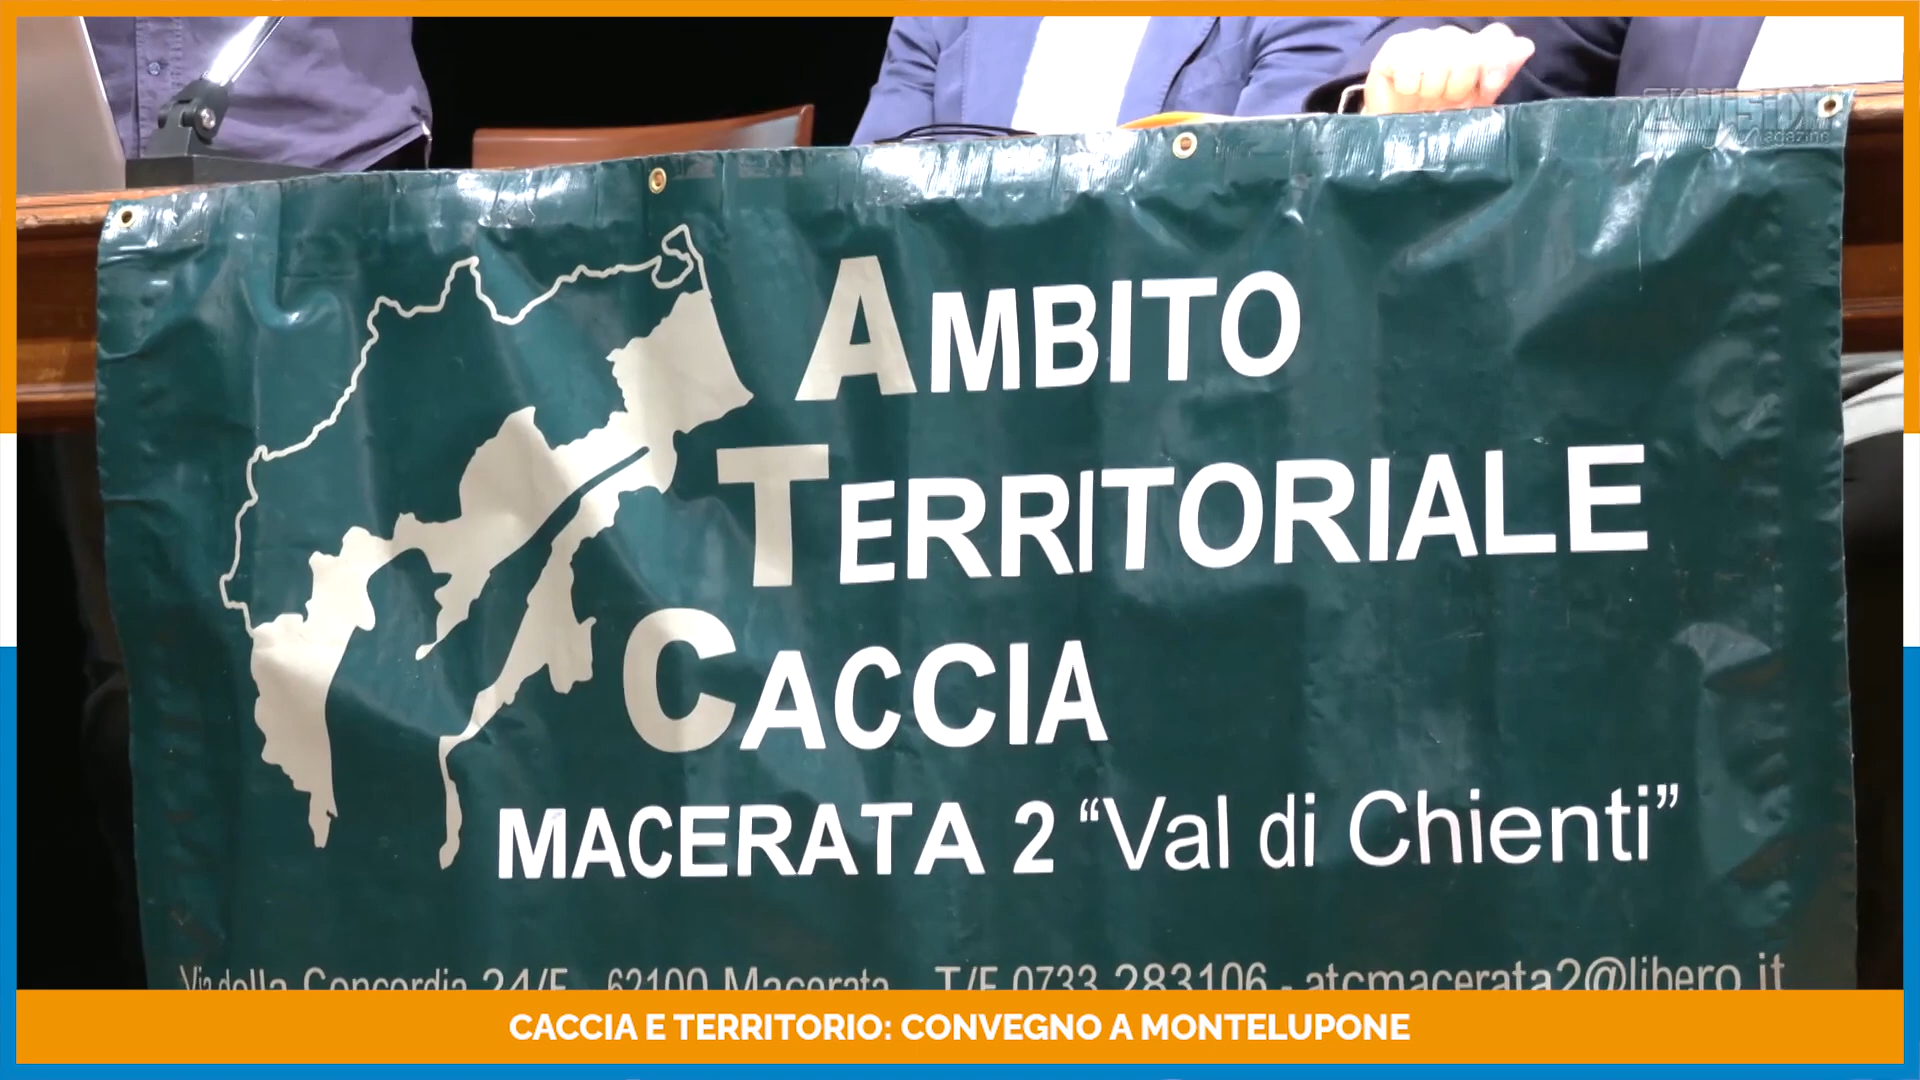 AMBITO
TERRITORIALE
CACCIA
MACERATA 2 “Val di Chienti”
Via della Concordia 24/F - 62100 Macerata - T/F 0733 283106 - atcmacerata2@libero.it
CACCIA E TERRITORIO: CONVEGNO A MONTELUPONE